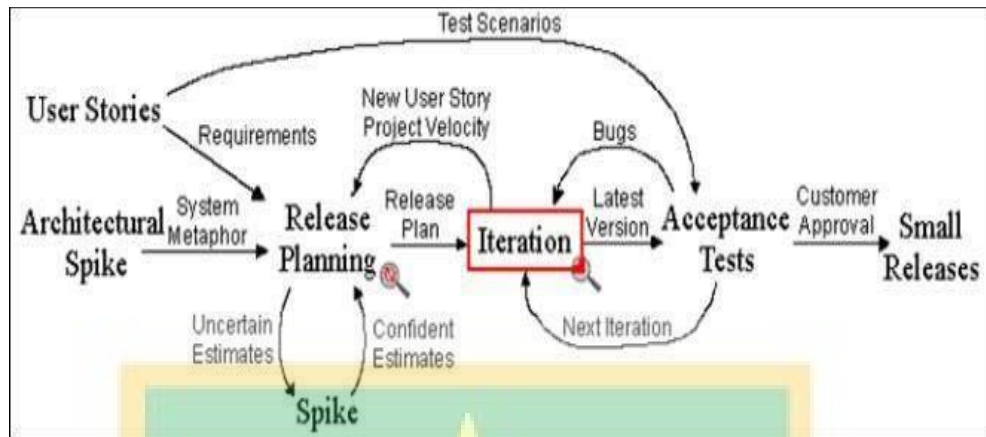 Test Scenarios
User Stories
New User Story
Project Velocity
Bugs
Requirements
Architectural
Spike
System
Metaphor
Release
Planning
Release
Plan
Iteration
Latest
Version
Acceptance
Tests
Customer
Approval
Small
Releases
Uncertain
Estimates
Confident
Estimates
Next Iteration
Spike